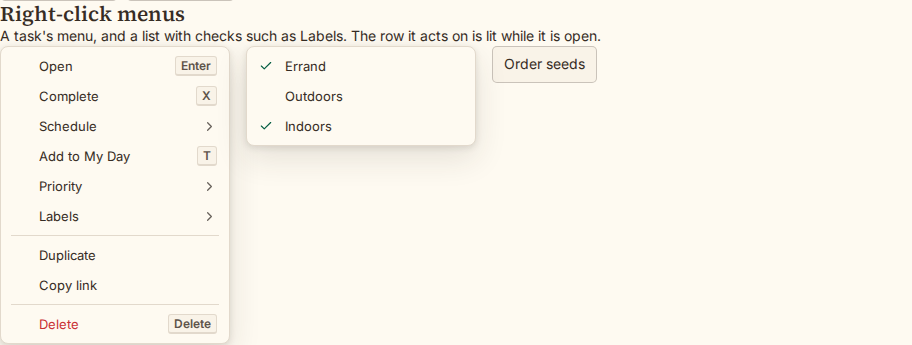 Right-click menus
A task's menu, and a list with checks such as Labels. The row it acts on is lit while it is open.
Open Enter
Complete X
Schedule
Add to My Day T
Priority
Labels
Duplicate
Copy link
Delete Delete
Errand
Outdoors
Indoors
Order seeds